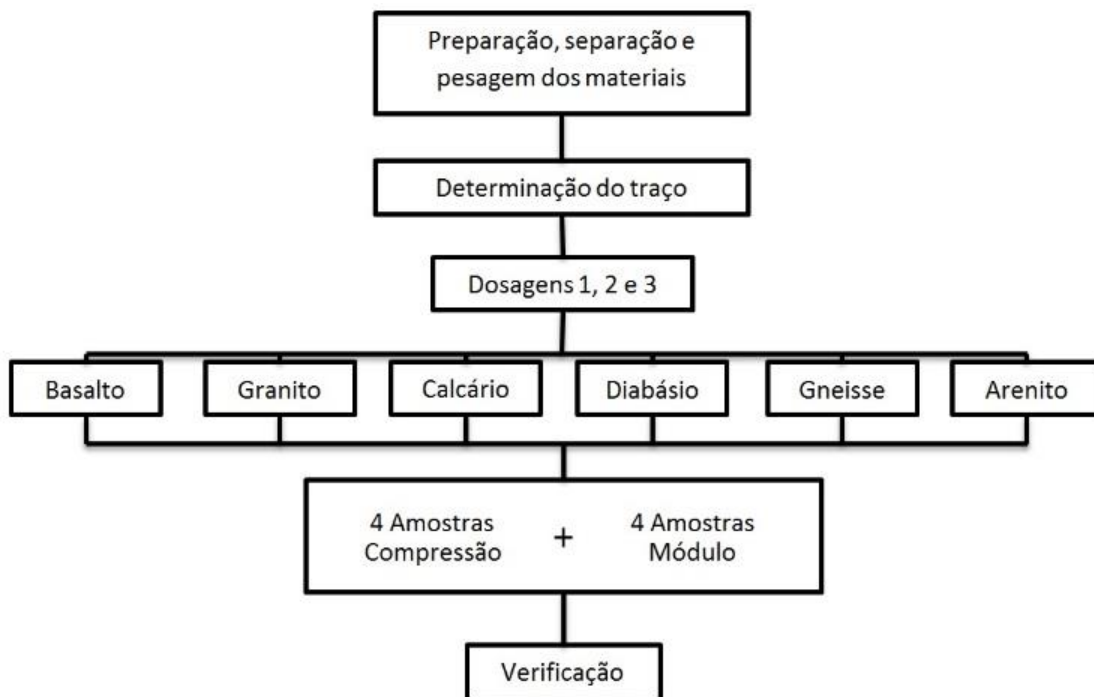 Preparação, separação e
pesagem dos materiais
Determinação do traço
Dosagens 1, 2 e 3
Basalto
Granito
Calcário
Diabásio
Gneisse
Arenito
4 Amostras
Compressão
+
4 Amostras
Módulo
Verificação